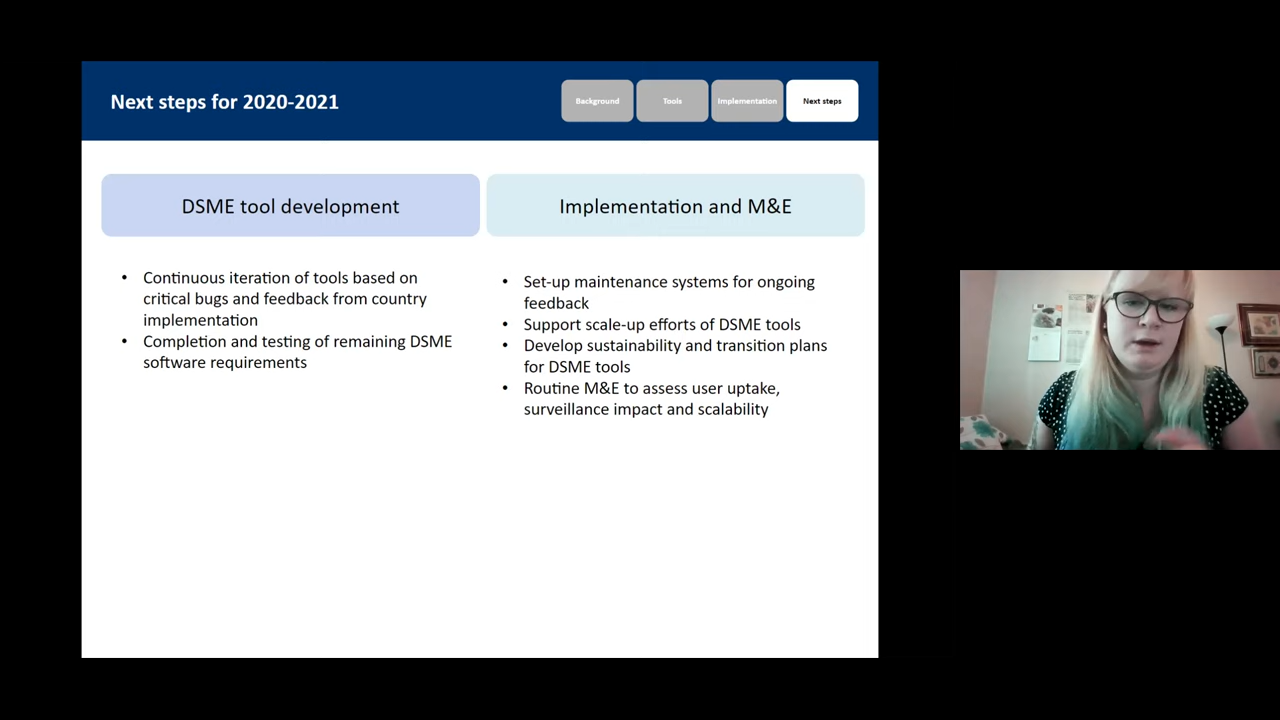 Next steps for 2020-2021
Background
Tools
Implementation
Next steps
DSME tool development
Implementation and M&E
• Continuous iteration of tools based on
critical bugs and feedback from country
implementation
• Completion and testing of remaining DSME
software requirements
• Set-up maintenance systems for ongoing
feedback
• Support scale-up efforts of DSME tools
• Develop sustainability and transition plans
for DSME tools
• Routine M&E to assess user uptake,
surveillance impact and scalability